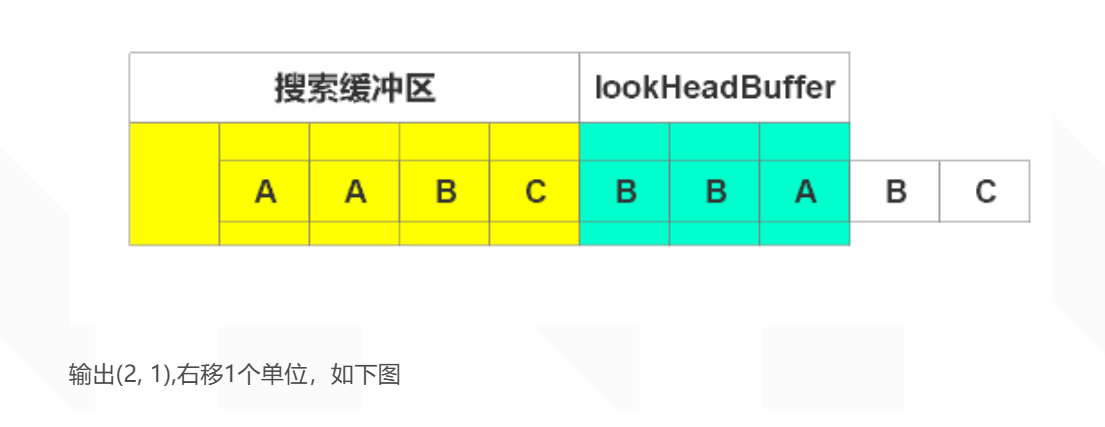 搜索缓冲区 lookHeadBuffer
A A B C B B A B C
输出(2, 1),右移1个单位，如下图